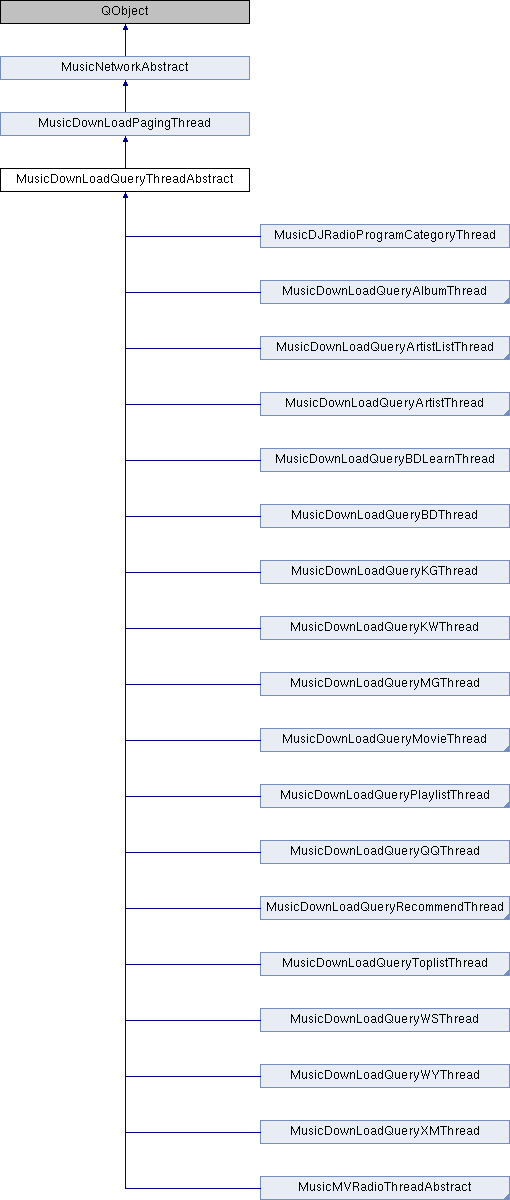 QObject
MusicNetworkAbstract
MusicDownLoadPagingThread
MusicDownLoadQueryThreadAbstract
MusicDJRadioProgramCategoryThread
MusicDownLoadQueryAlbumThread
MusicDownLoadQueryArtistListThread
MusicDownLoadQueryArtistThread
MusicDownLoadQueryBDLearnThread
MusicDownLoadQueryBDThread
MusicDownLoadQueryKGThread
MusicDownLoadQueryKWThread
MusicDownLoadQueryMGThread
MusicDownLoadQueryMovieThread
MusicDownLoadQueryPlaylistThread
MusicDownLoadQueryQQThread
MusicDownLoadQueryRecommendThread
MusicDownLoadQueryToplistThread
MusicDownLoadQueryWSThread
MusicDownLoadQueryWYThread
MusicDownLoadQueryXMThread
MusicMVRadioThreadAbstract